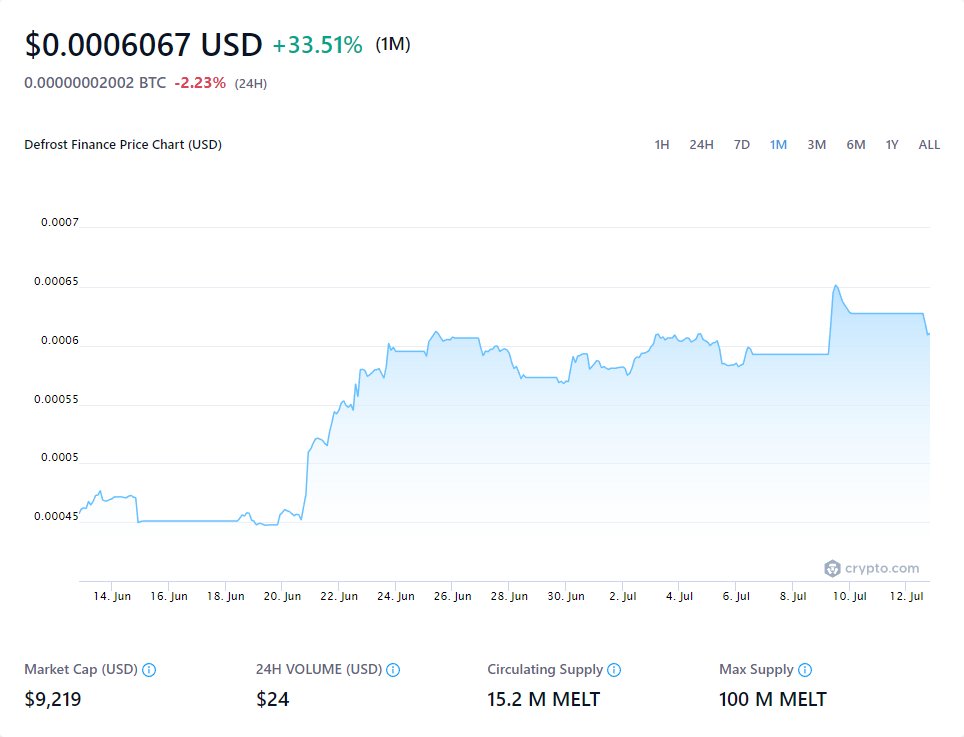 $0.0006067 USD +33.51% (1M)
0.00000002002 BTC -2.23% (24H)
Defrost Finance Price Chart (USD) 1H 24H 7D 1M 3M 6M 1Y ALL
0.0007
0.00065
0.0006
0.00055
0.0005
0.00045
crypto.com
14. Jun 16. Jun 18. Jun 20. Jun 22. Jun 24. Jun 26. Jun 28. Jun 30. Jun 2. Jul 4. Jul 6. Jul 8. Jul 10. Jul 12. Jul
Market Cap (USD) 24H VOLUME (USD) Circulating Supply Max Supply
$9,219 $24 15.2 M MELT 100 M MELT